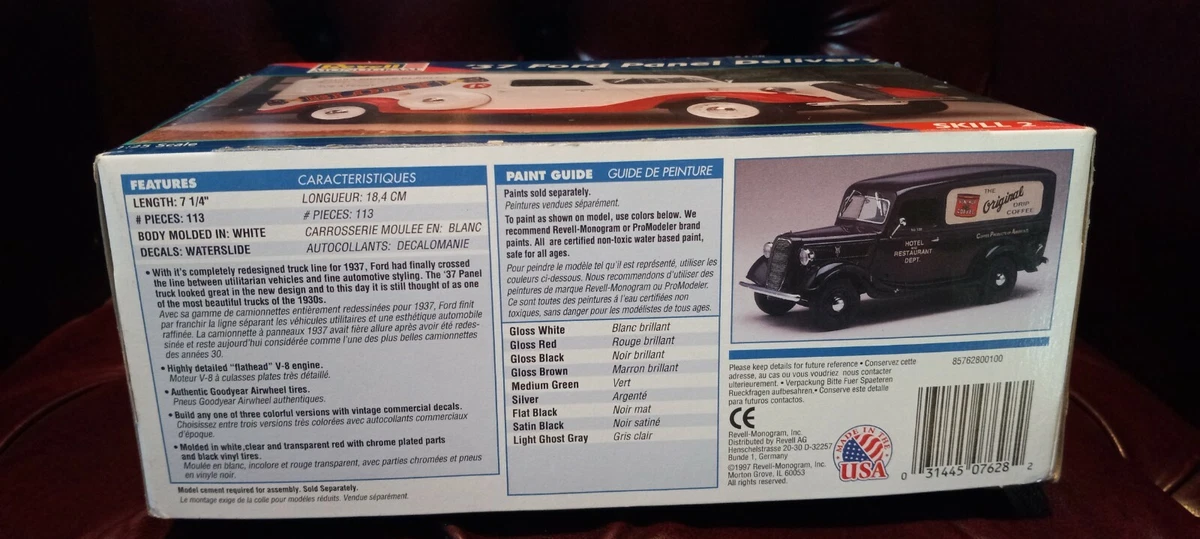 Revell
'37 Ford Panel Delivery
SKILL 2
25 Scale
FEATURES CARACTERISTIQUES
LENGTH: 7 1/4" LONGUEUR: 18,4 CM
# PIECES: 113 # PIECES: 113
BODY MOLDED IN: WHITE CARROSSERIE MOULEE EN: BLANC
DECALS: WATERSLIDE AUTOCOLLANTS: DECALOMANIE
• With it's completely redesigned truck line for 1937, Ford had finally crossed
the line between utilitarian vehicles and fine automotive styling. The '37 Panel
truck looked great in the new design and to this day it is still thought of as one
of the most beautiful trucks of the 1930s.
Avec sa gamme de camionnettes entièrement redessinées pour 1937, Ford finit
par franchir la ligne séparant les véhicules utilitaires et une esthétique automobile
raffinée. La camionnette à panneaux 1937 avait fière allure après avoir été redes-
sinée et reste aujourd'hui considérée comme l'une des plus belles camionnettes
des années 30.
• Highly detailed "flathead" V-8 engine.
Moteur V-8 à culasses plates très détaillé.
• Authentic Goodyear Airwheel tires.
Pneus Goodyear Airwheel authentiques.
• Build any one of three colorful versions with vintage commercial decals.
Choisissez entre trois versions très colorées avec autocollants commerciaux
d'époque.
• Molded in white,clear and transparent red with chrome plated parts
and black vinyl tires.
Moulée en blanc, incolore et rouge transparent, avec parties chromées et pneus
en vinyle noir.
Model cement required for assembly. Sold Separately.
Le montage exige de la colle pour modèles réduits. Vendue séparément.
PAINT GUIDE GUIDE DE PEINTURE
Paints sold separately.
Peintures vendues séparément.
To paint as shown on model, use colors below. We
recommend Revell-Monogram or ProModeler brand
paints. All are certified non-toxic water based paint,
safe for all ages.
Pour peindre le modèle tel qu'il est représenté, utiliser les
couleurs ci-dessous. Nous recommendons d'utiliser des
peintures de marque Revell-Monogram ou ProModeler.
Ce sont toutes des peintures à l'eau certifiées non
toxiques, sans danger pour les modélistes de tous ages.
Gloss White Blanc brillant
Gloss Red Rouge brillant
Gloss Black Noir brillant
Gloss Brown Marron brillant
Medium Green Vert
Silver Argenté
Flat Black Noir mat
Satin Black Noir satiné
Light Ghost Gray Gris clair
THE
Original
DRIP
COFFEE
HOTEL
AND
RESTAURANT
DEPT.
Please keep details for future reference • Conservez cette
adresse, au cas ou vous voudriez nous contacter
ulterieurement. • Verpackung Bitte Fuer Spaeteren
Rueckfragen aufbesahren.• Conserve este detalle
para futuros contactos.
85762800100
CE
Revell-Monogram, Inc.
Distributed by Revell AG
Henschelstrasse 20-30 D-32257
Bunde 1, Germany
©1997 Revell-Monogram, Inc.
Morton Grove, IL 60053
All rights reserved.
MADE IN THE
USA
0 31445 07628 2